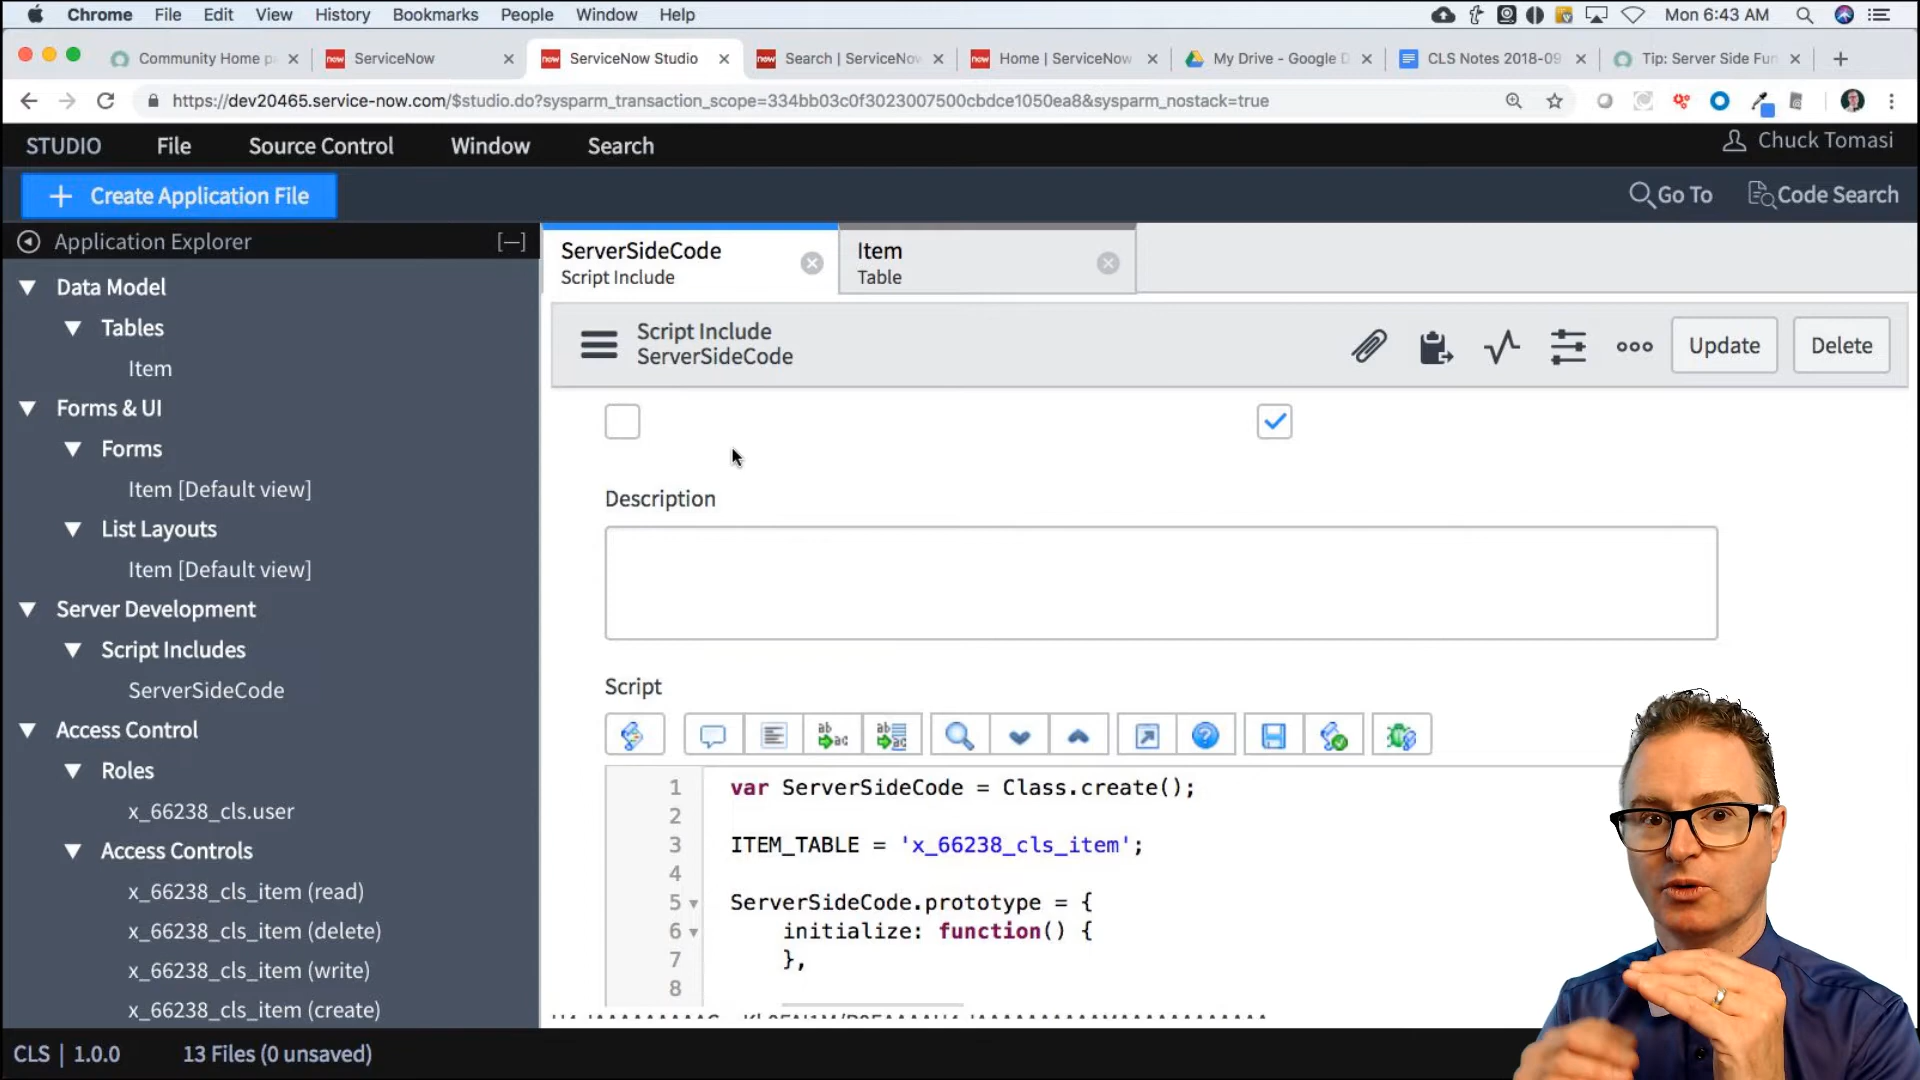 Chrome File Edit View History Bookmarks People Window Help Mon 6:43 AM
Community Home p ServiceNow ServiceNow Studio Search | ServiceNow Home | ServiceNow My Drive - Google D CLS Notes 2018-09 Tip: Server Side Fun
https://dev20465.service-now.com/$studio.do?sysparm_transaction_scope=334bb03c0f3023007500cbdce1050ea8&sysparm_nostack=true
STUDIO File Source Control Window Search Chuck Tomasi
+ Create Application File Go To Code Search
Application Explorer [—]
Data Model
Tables
Item
Forms & UI
Forms
Item [Default view]
List Layouts
Item [Default view]
Server Development
Script Includes
ServerSideCode
Access Control
Roles
x_66238_cls.user
Access Controls
x_66238_cls_item (read)
x_66238_cls_item (delete)
x_66238_cls_item (write)
x_66238_cls_item (create)
ServerSideCode
Script Include
Item
Table
Script Include
ServerSideCode
Update Delete
Description
Script
1 var ServerSideCode = Class.create();
2
3 ITEM_TABLE = 'x_66238_cls_item';
4
5 ServerSideCode.prototype = {
6 initialize: function() {
7 },
8
CLS | 1.0.0 13 Files (0 unsaved)